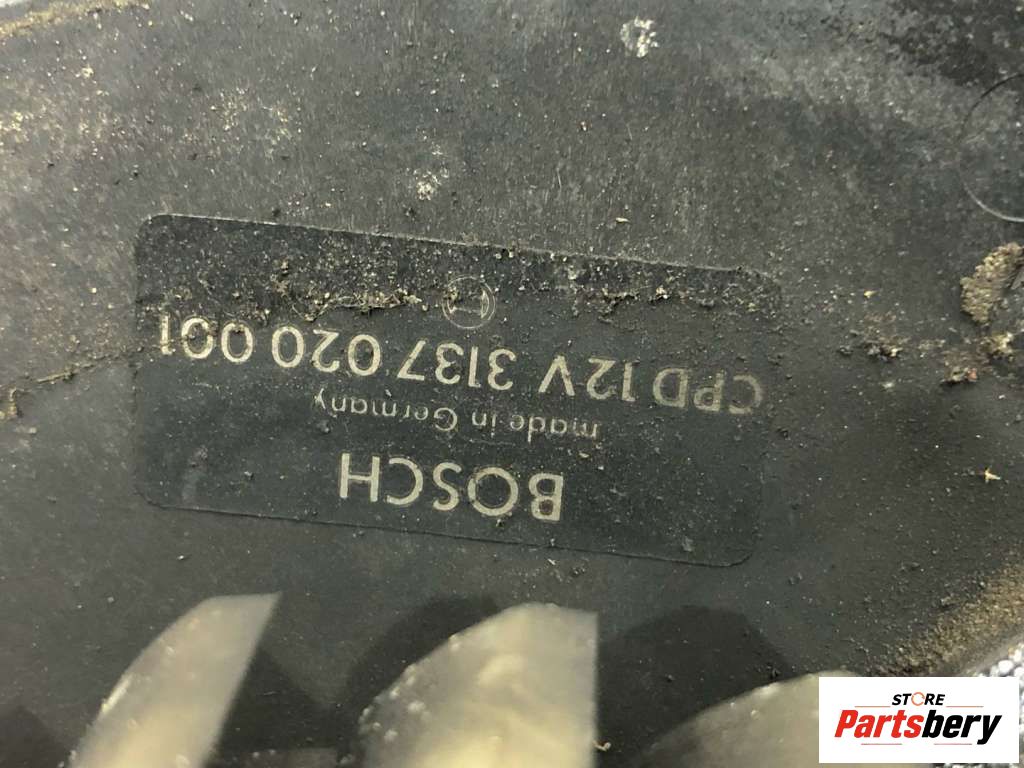 BOSCH
made in Germany
CPD 12V 3137 020 001
STORE
Partsbery